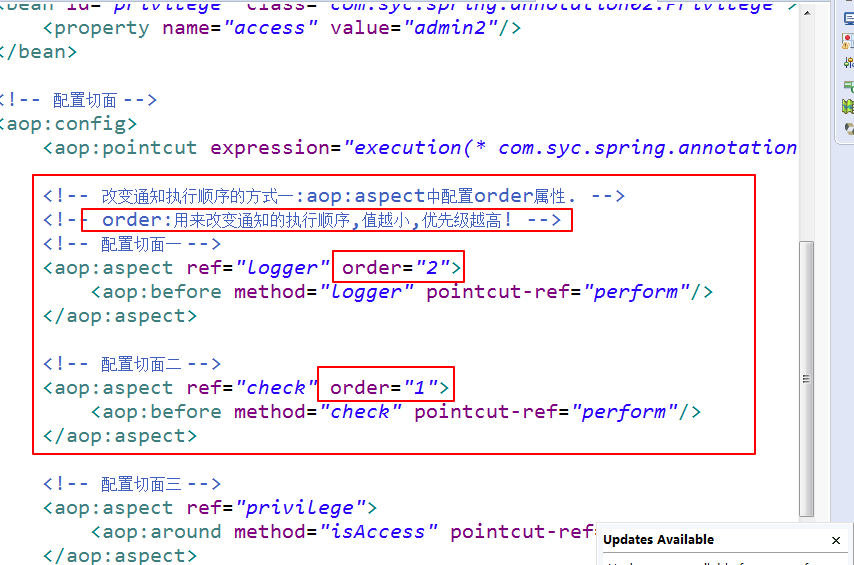 <bean id="privilege" class="com.syc.spring.annotation02.Privilege">
<property name="access" value="admin2"/>
</bean>
<!-- 配置切面 -->
<aop:config>
<aop:pointcut expression="execution(* com.syc.spring.annotation
<!-- 改变通知执行顺序的方式一:aop:aspect中配置order属性. -->
<!-- order:用来改变通知的执行顺序,值越小,优先级越高! -->
<!-- 配置切面一 -->
<aop:aspect ref="logger" order="2">
<aop:before method="logger" pointcut-ref="perform"/>
</aop:aspect>
<!-- 配置切面二 -->
<aop:aspect ref="check" order="1">
<aop:before method="check" pointcut-ref="perform"/>
</aop:aspect>
<!-- 配置切面三 -->
<aop:aspect ref="privilege">
<aop:around method="isAccess" pointcut-ref=
</aop:aspect>
Updates Available